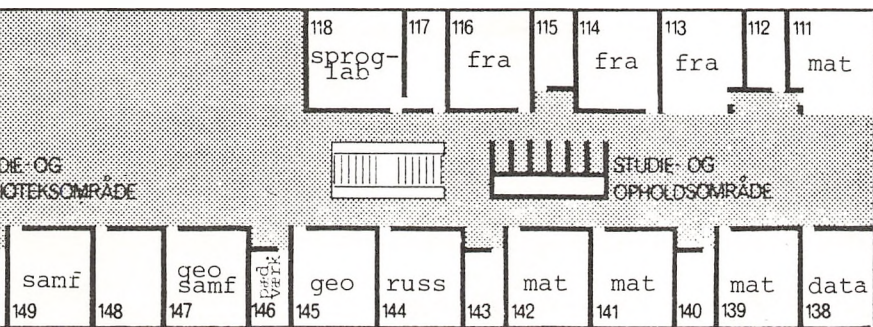 118 117 116 115 114 113 112 111
sprog-
lab
fra fra fra mat
DIE- OG
IOTEKSOMRÅDE
STUDIE- OG
OPHOLDSOMRÅDE
samf
geo
samf
pæd
værk
geo russ mat mat mat data
149 148 147 146 145 144 143 142 141 140 139 138